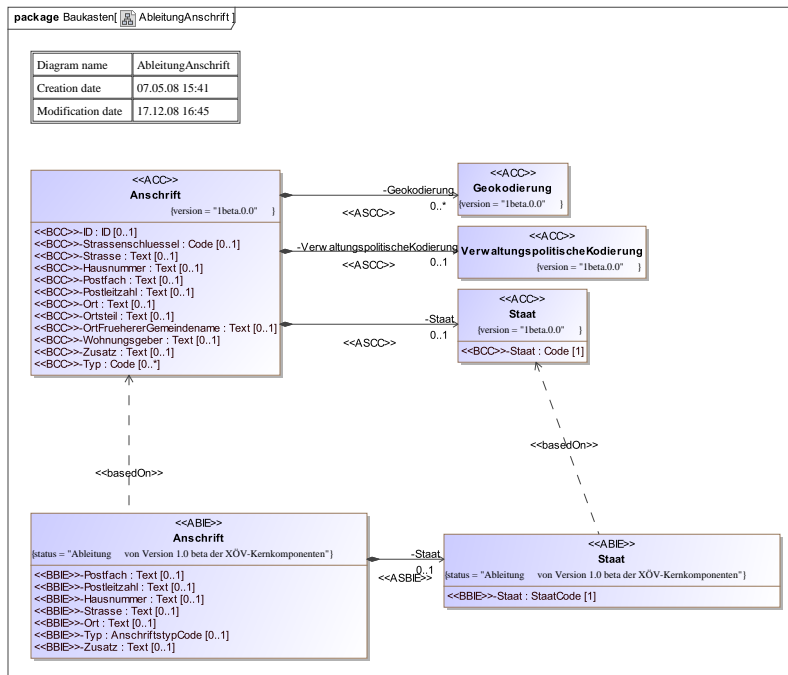 package Baukasten[ AbleitungAnschrift ]
Diagram name AbleitungAnschrift
Creation date 07.05.08 15:41
Modification date 17.12.08 16:45
<<ACC>>
Anschrift
{version = "1beta.0.0" }
<<BCC>>-ID : ID [0..1]
<<BCC>>-Strassenschluessel : Code [0..1]
<<BCC>>-Strasse : Text [0..1]
<<BCC>>-Hausnummer : Text [0..1]
<<BCC>>-Postfach : Text [0..1]
<<BCC>>-Postleitzahl : Text [0..1]
<<BCC>>-Ort : Text [0..1]
<<BCC>>-Ortsteil : Text [0..1]
<<BCC>>-OrtFruehererGemeindename : Text [0..1]
<<BCC>>-Wohnungsgeber : Text [0..1]
<<BCC>>-Zusatz : Text [0..1]
<<BCC>>-Typ : Code [0..*]
-Geokodierung
0..*
<<ASCC>>
<<ACC>>
Geokodierung
{version = "1beta.0.0" }
-VerwaltungspolitischeKodierung
0..1
<<ASCC>>
<<ACC>>
VerwaltungspolitischeKodierung
{version = "1beta.0.0" }
-Staat
0..1
<<ASCC>>
<<ACC>>
Staat
{version = "1beta.0.0" }
<<BCC>>-Staat : Code [1]
<<basedOn>>
<<basedOn>>
<<ABIE>>
Anschrift
{status = "Ableitung von Version 1.0 beta der XÖV-Kernkomponenten"}
<<BBIE>>-Postfach : Text [0..1]
<<BBIE>>-Postleitzahl : Text [0..1]
<<BBIE>>-Hausnummer : Text [0..1]
<<BBIE>>-Strasse : Text [0..1]
<<BBIE>>-Ort : Text [0..1]
<<BBIE>>-Typ : AnschriftstypCode [0..1]
<<BBIE>>-Zusatz : Text [0..1]
-Staat
0..1
<<ASBIE>>
<<ABIE>>
Staat
{status = "Ableitung von Version 1.0 beta der XÖV-Kernkomponenten"}
<<BBIE>>-Staat : StaatCode [1]